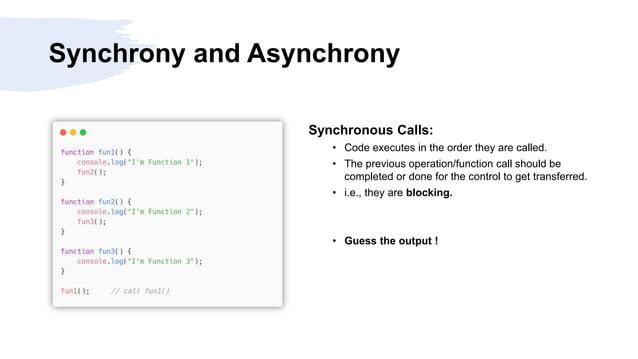 Synchrony and Asynchrony
function fun1() {
    console.log("I'm Function 1");
    fun2();
}
function fun2() {
    console.log("I'm Function 2");
    fun3();
}
function fun3() {
    console.log("I'm Function 3");
}
fun1();     // call fun1()
Synchronous Calls:
• Code executes in the order they are called.
• The previous operation/function call should be
completed or done for the control to get transferred.
• i.e., they are blocking.
• Guess the output !